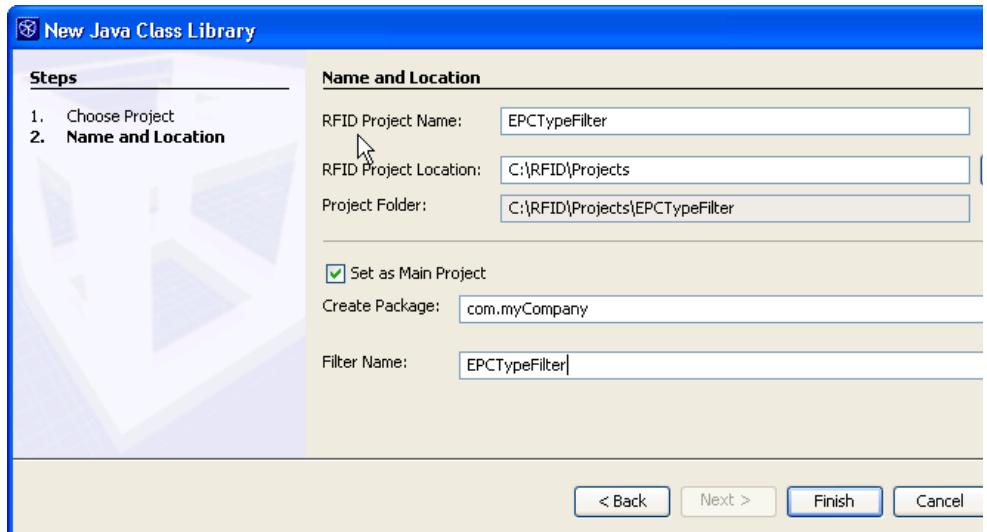 New Java Class Library
Steps
1. Choose Project
2. Name and Location
Name and Location
RFID Project Name: EPCTypeFilter
RFID Project Location: C:\RFID\Projects
Project Folder: C:\RFID\Projects\EPCTypeFilter
Set as Main Project
Create Package: com.myCompany
Filter Name: EPCTypeFilter
< Back Next > Finish Cancel